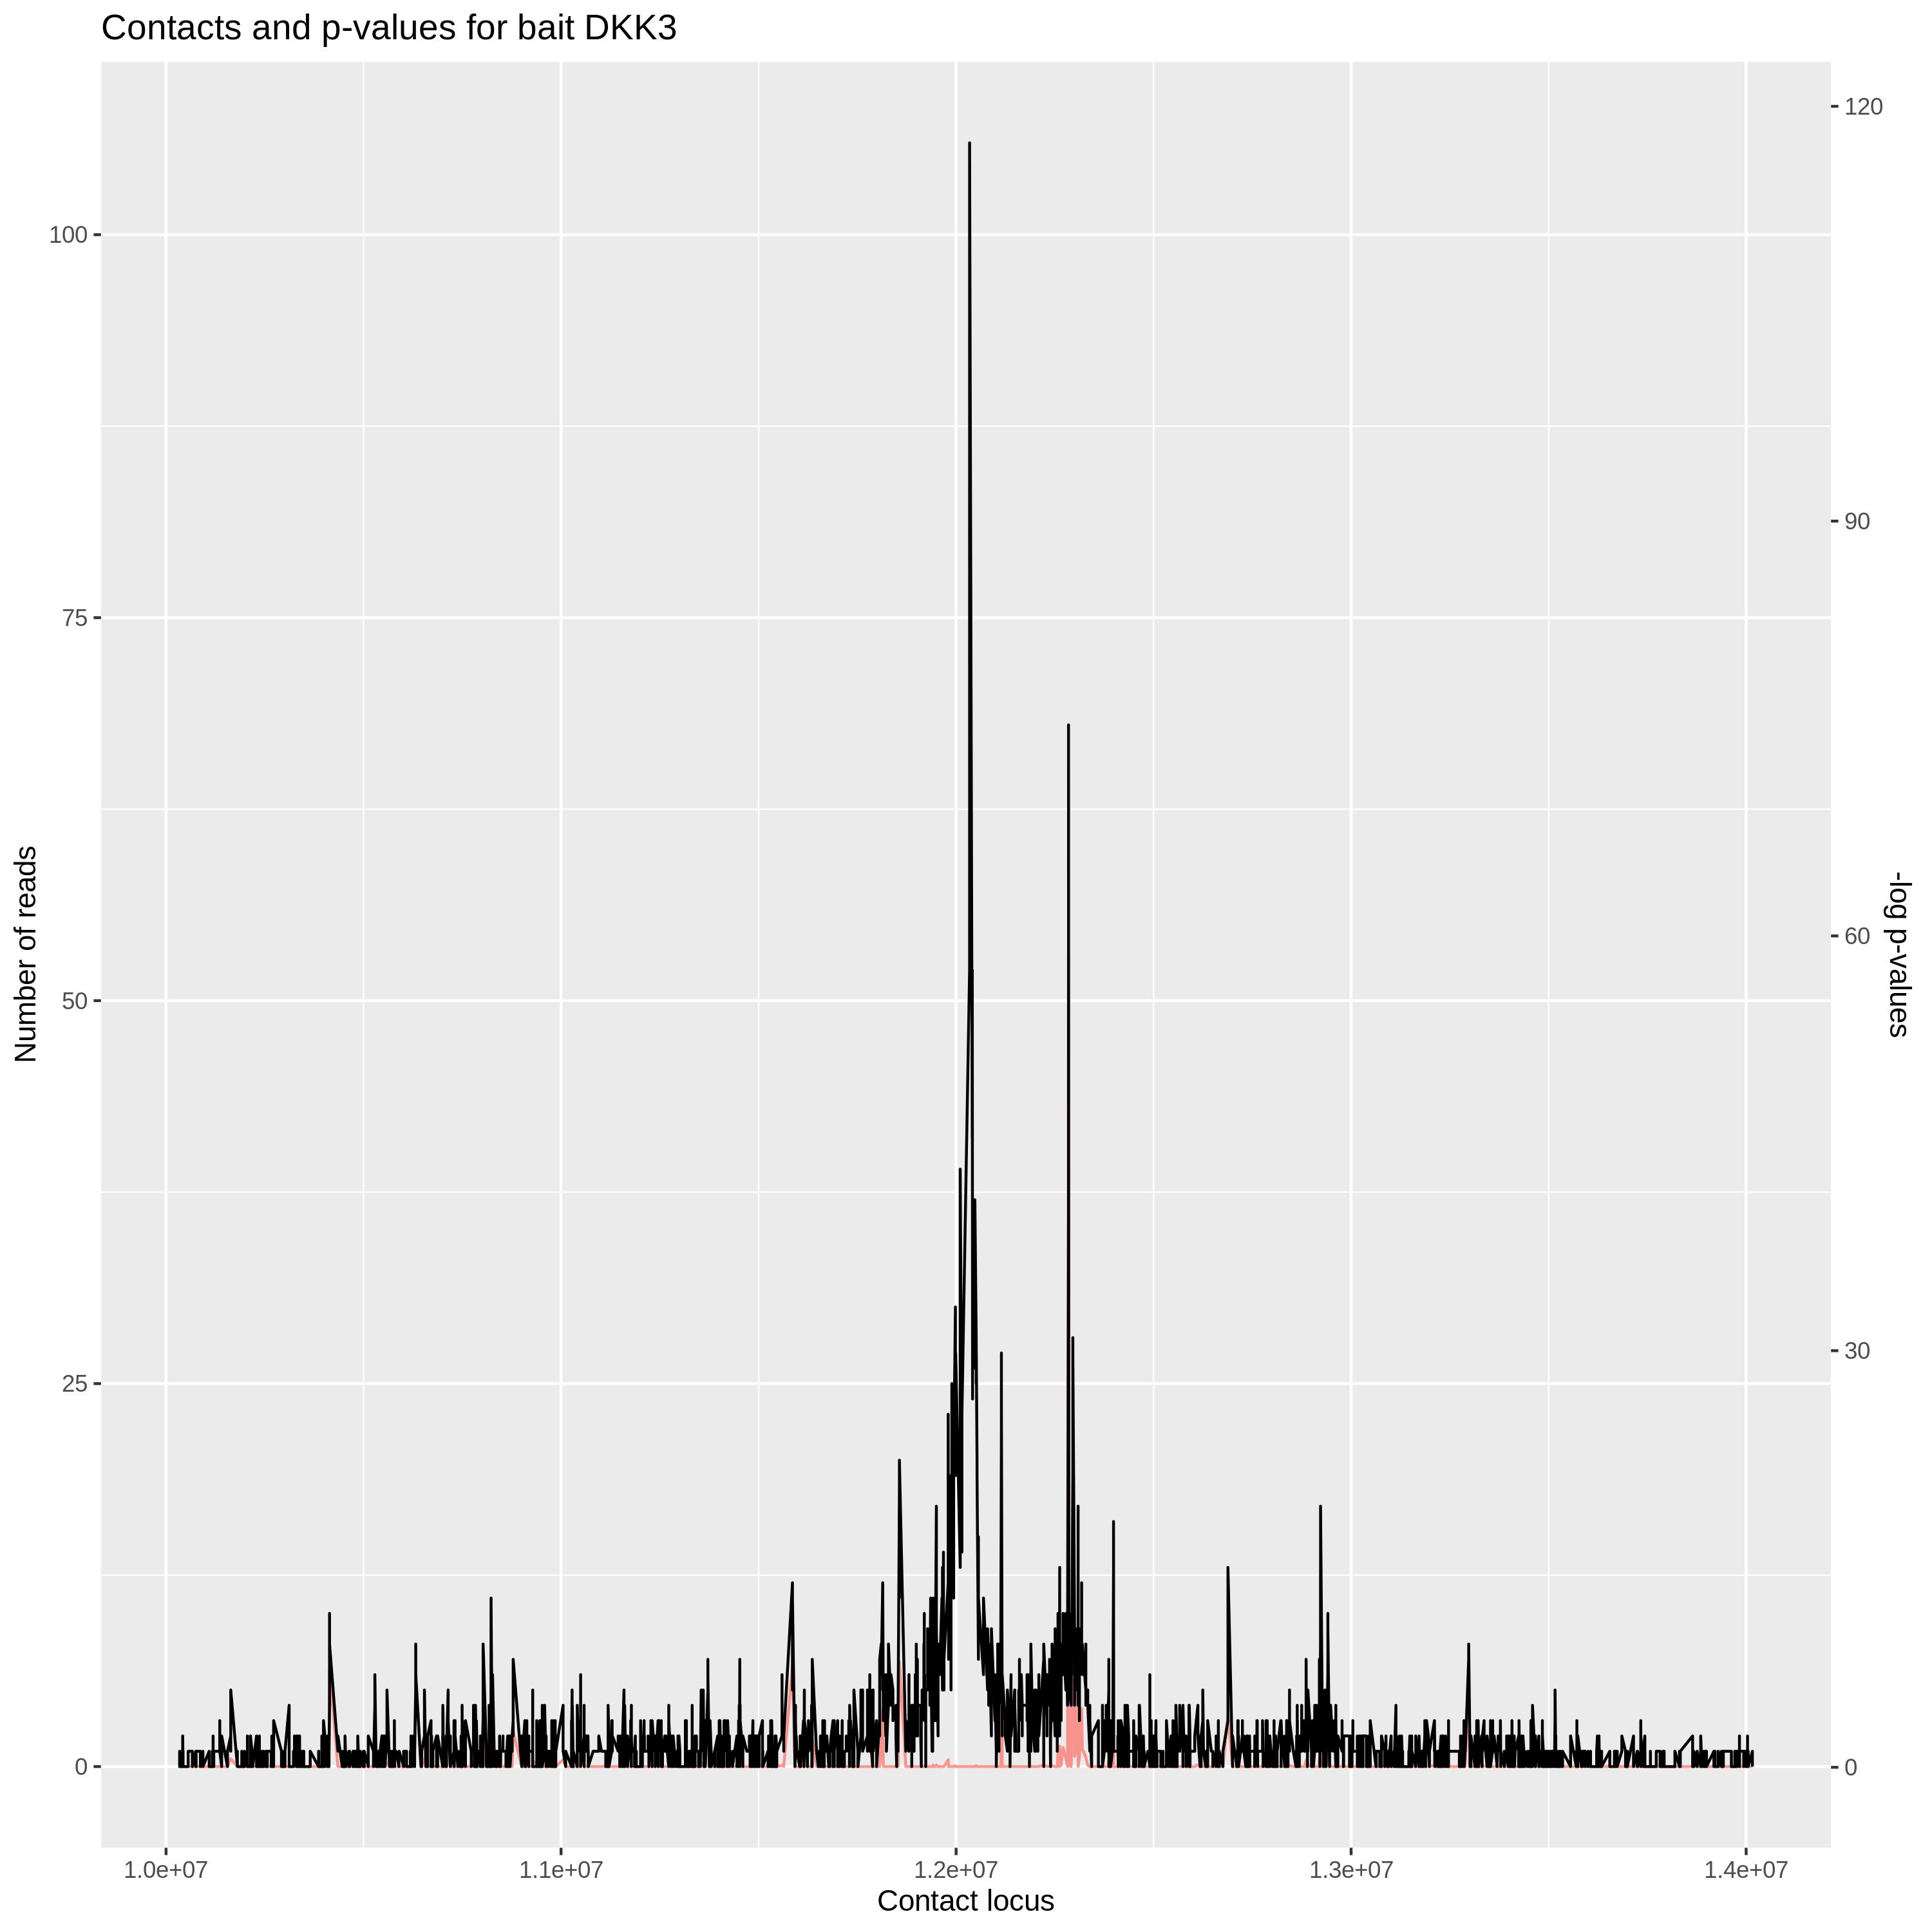 Contacts and p-values for bait DKK3
Number of reads
100
75
50
25
0
120
90
60
30
0
-log p-values
1.0e+07
1.1e+07
1.2e+07
1.3e+07
1.4e+07
Contact locus